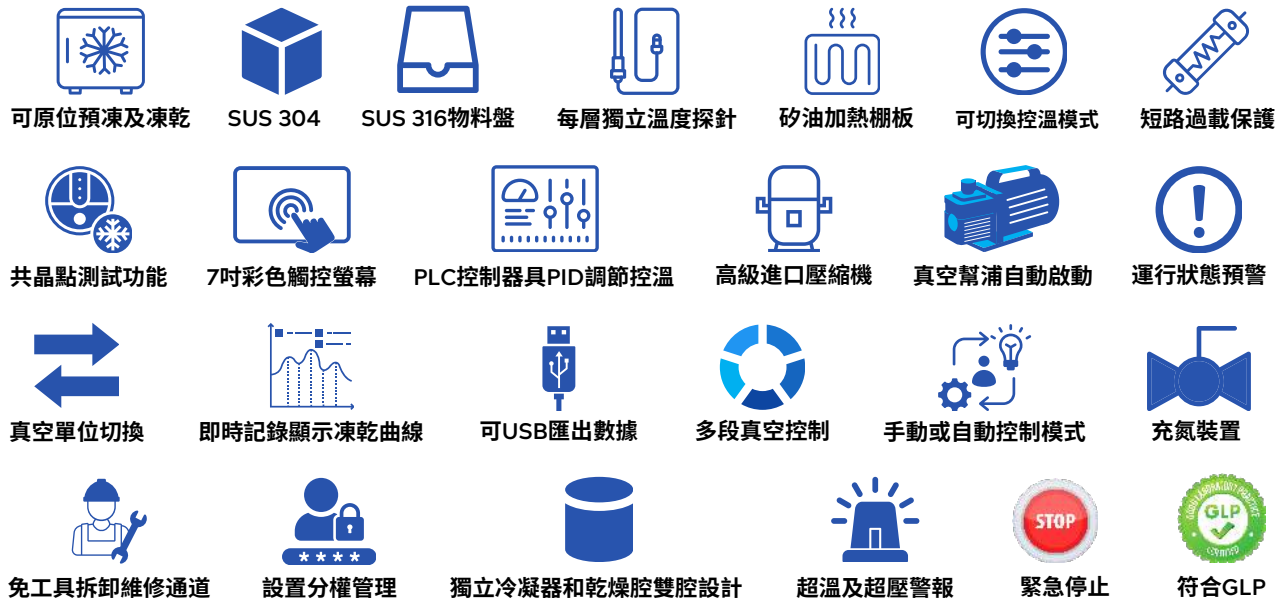 可原位預凍及凍乾
SUS 304
SUS 316物料盤
每層獨立溫度探針
矽油加熱棚板
可切換控溫模式
短路過載保護
共晶點測試功能
7吋彩色觸控螢幕
PLC控制器具PID調節控溫
高級進口壓縮機
真空幫浦自動啟動
運行狀態預警
真空單位切換
即時記錄顯示凍乾曲線
可USB匯出數據
多段真空控制
手動或自動控制模式
充氮裝置
****
STOP
GOOD LABORATORY PRACTICE
GLP
CERTIFIED
免工具拆卸維修通道
設置分權管理
獨立冷凝器和乾燥腔雙腔設計
超溫及超壓警報
緊急停止
符合GLP